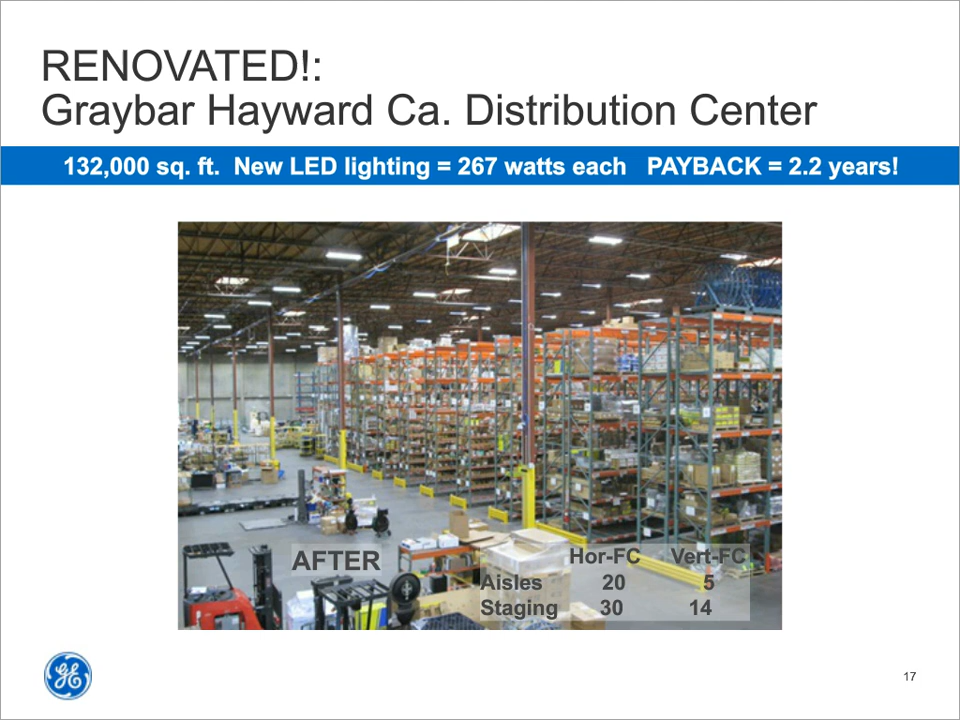 RENOVATED!:
Graybar Hayward Ca. Distribution Center
132,000 sq. ft. New LED lighting = 267 watts each PAYBACK = 2.2 years!
AFTER
Hor-FC Vert-FC
Aisles 20 5
Staging 30 14
GE
17